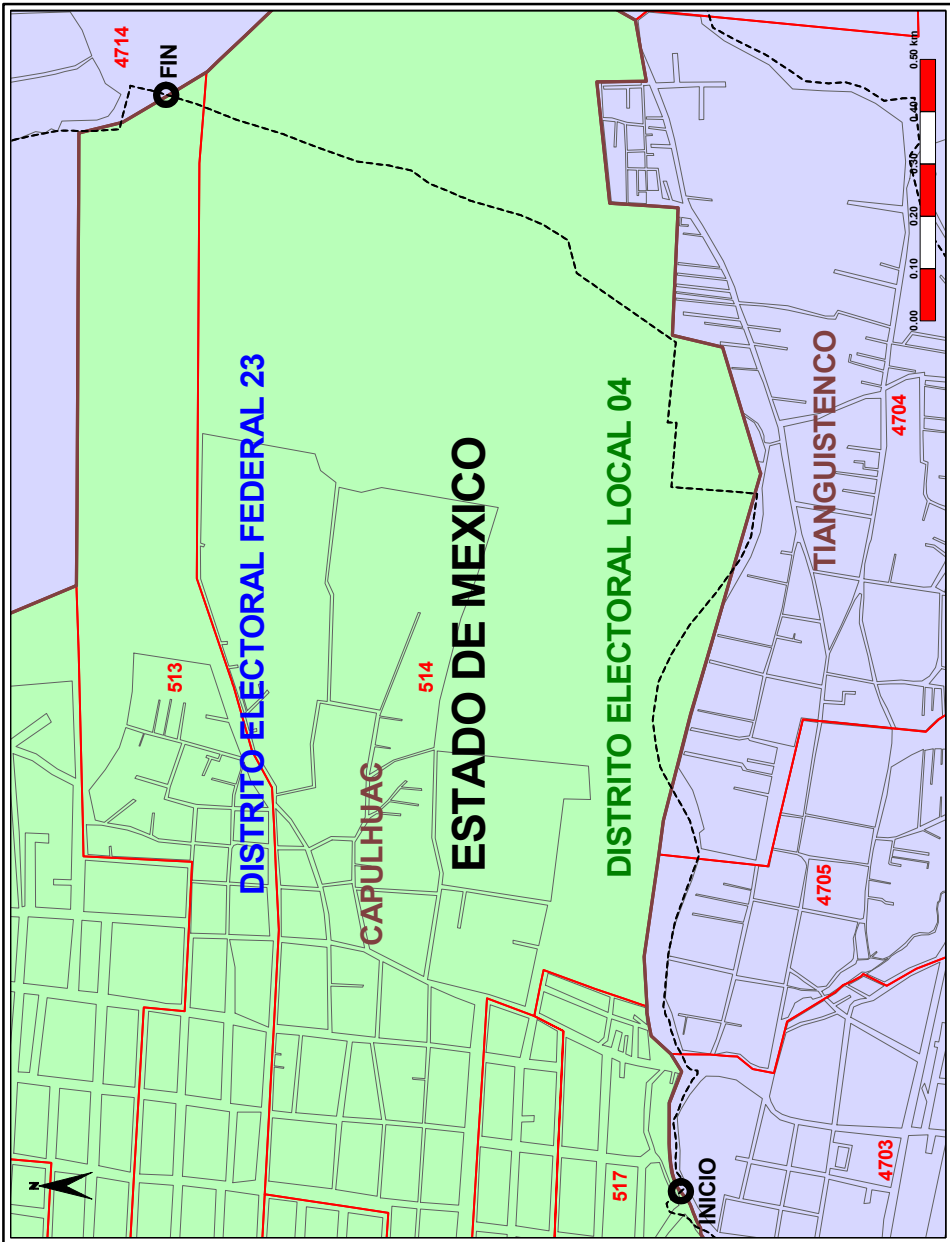 4714
FIN
DISTRITO ELECTORAL FEDERAL 23
513
514
ESTADO DE MEXICO
CAPULHUAC
DISTRITO ELECTORAL LOCAL 04
TIANGUISTENCO
4704
4705
517
4703
INICIO
N
0.00 0.10 0.20 0.30 0.40 0.50 km